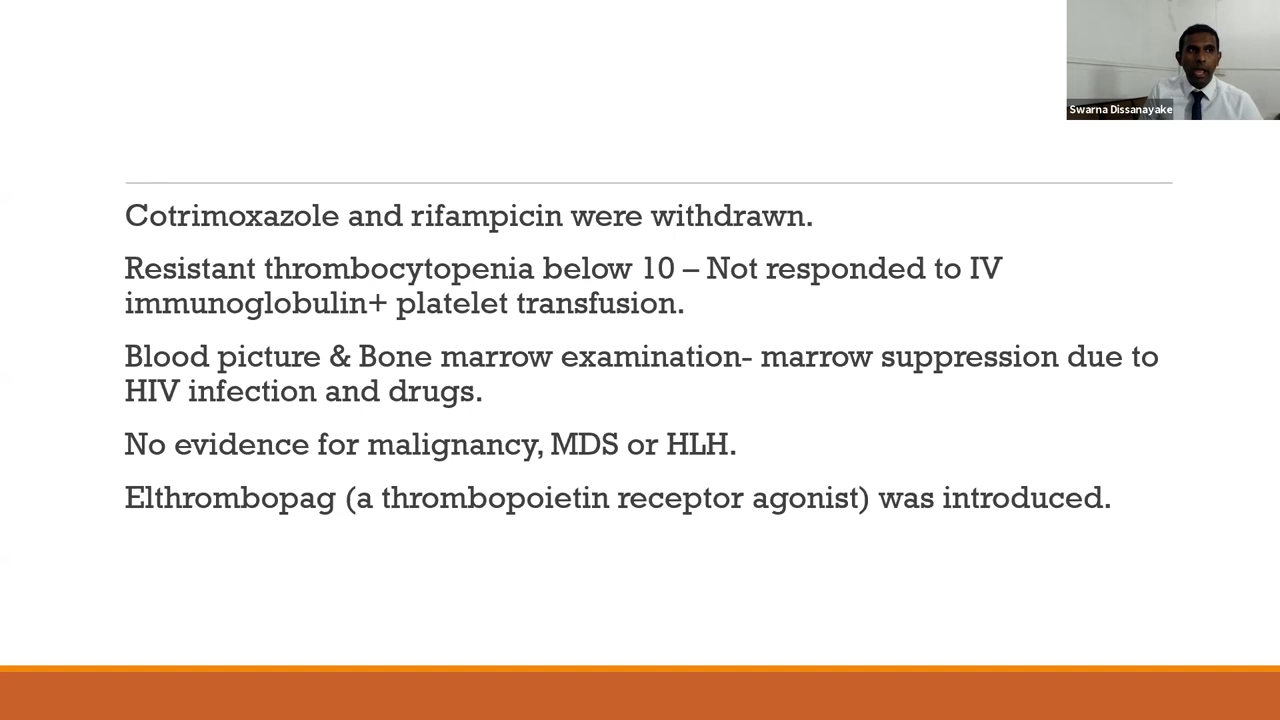 Swarna Dissanayake
Cotrimoxazole and rifampicin were withdrawn.
Resistant thrombocytopenia below 10 – Not responded to IV
immunoglobulin+ platelet transfusion.
Blood picture & Bone marrow examination- marrow suppression due to
HIV infection and drugs.
No evidence for malignancy, MDS or HLH.
Elthrombopag (a thrombopoietin receptor agonist) was introduced.